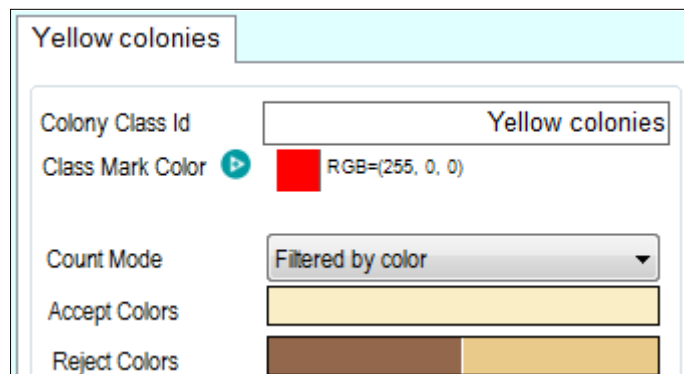 Yellow colonies
Colony Class Id Yellow colonies
Class Mark Color RGB=(255, 0, 0)
Count Mode Filtered by color
Accept Colors
Reject Colors